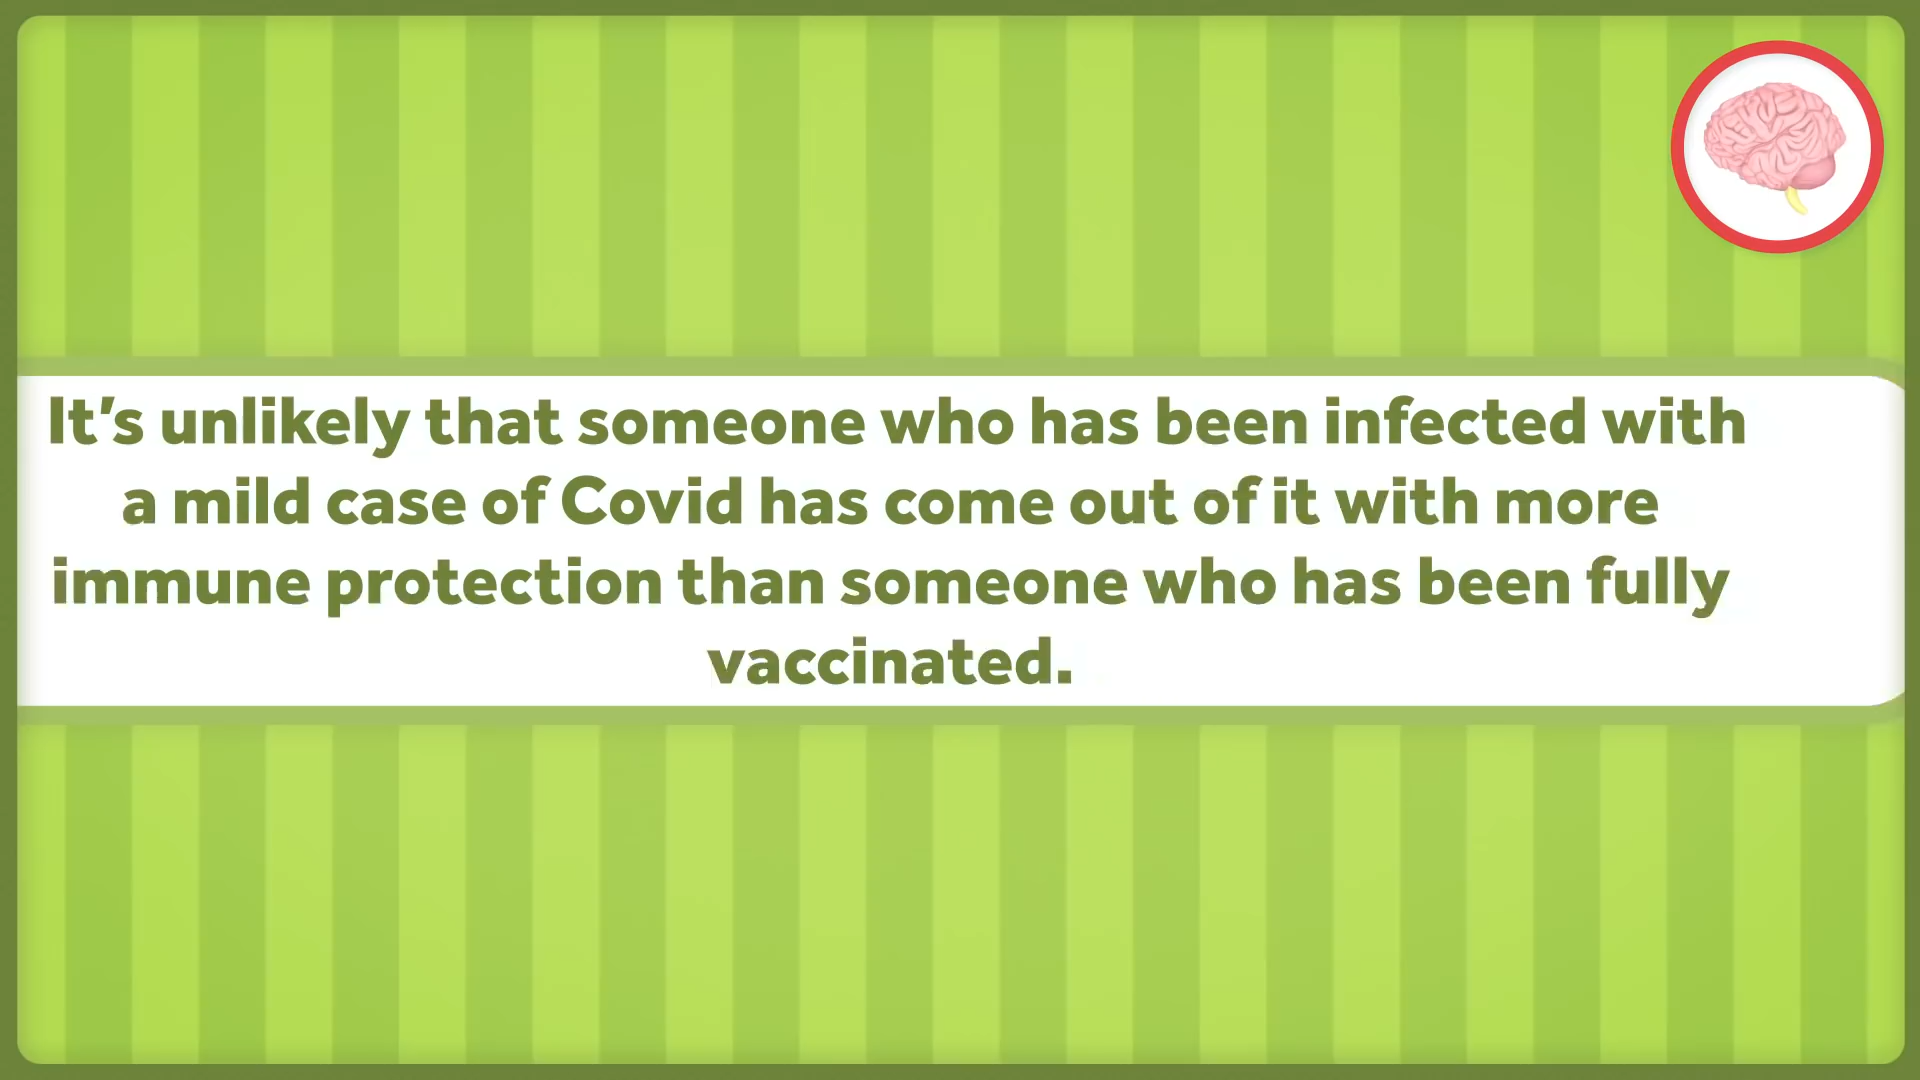 It’s unlikely that someone who has been infected with
a mild case of Covid has come out of it with more
immune protection than someone who has been fully
vaccinated.